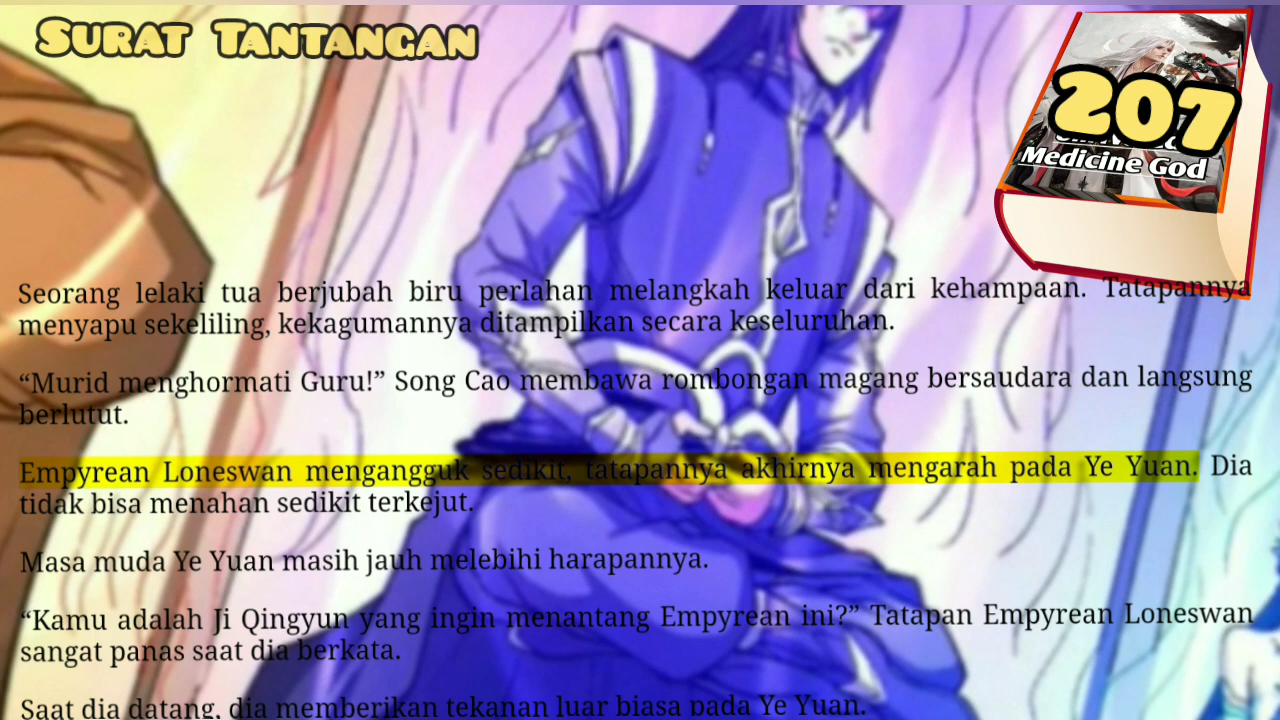 SURAT TANTANGAN
207
Medicine God
Seorang lelaki tua berjubah biru perlahan melangkah keluar dari kehampaan. Tatapannya
menyapu sekeliling, kekagumannya ditampilkan secara keseluruhan.
“Murid menghormati Guru!” Song Cao membawa rombongan magang bersaudara dan langsung
berlutut.
Empyrean Loneswan mengangguk sedikit, tatapannya akhirnya mengarah pada Ye Yuan. Dia
tidak bisa menahan sedikit terkejut.
Masa muda Ye Yuan masih jauh melebihi harapannya.
“Kamu adalah Ji Qingyun yang ingin menantang Empyrean ini?” Tatapan Empyrean Loneswan
sangat panas saat dia berkata.
Saat dia datang, dia memberikan tekanan luar biasa pada Ye Yuan.